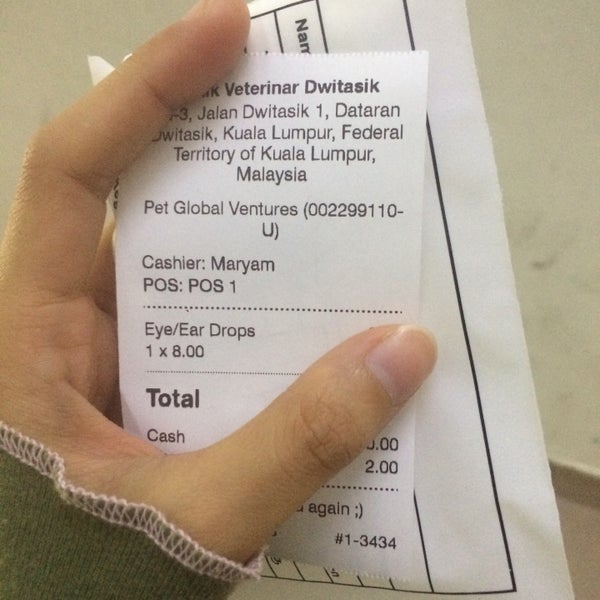 Veterinar Dwitasik
Jalan Dwitasik 1, Dataran
Dwitasik, Kuala Lumpur, Federal
Territory of Kuala Lumpur,
Malaysia
Pet Global Ventures (002299110-
U)
Cashier: Maryam
POS: POS 1
Eye/Ear Drops
1 x 8.00
Total
Cash
2.00
again ;)
#1-3434